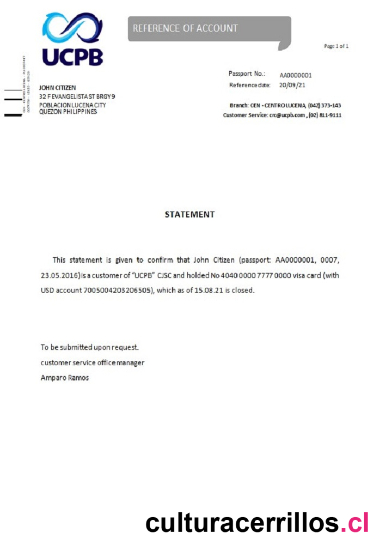 UCPB
REFERENCE OF ACCOUNT
Page 1 of 1
Passport No.: AA0000001
Reference date: 20/09/21
JOHN CITIZEN
32 F EVANGELISTA ST BRGY 9
POBLACION LUCENA CITY
QUEZON PHILIPPINES
Branch: CEN - CENTRO LUCENA, (042) 373-143
Customer Service: crc@ucpb.com , (02) 811-9111
STATEMENT
This statement is given to confirm that John Citizen (passport: AA0000001, 0007,
23.05.2016) is a customer of "UCPB" CJSC and holded No 4040 0000 7777 0000 visa card (with
USD account 7005004203206505), which as of 15.08.21 is closed.
To be submitted upon request.
customer service office manager
Amparo Ramos
culturacerrillos.cl